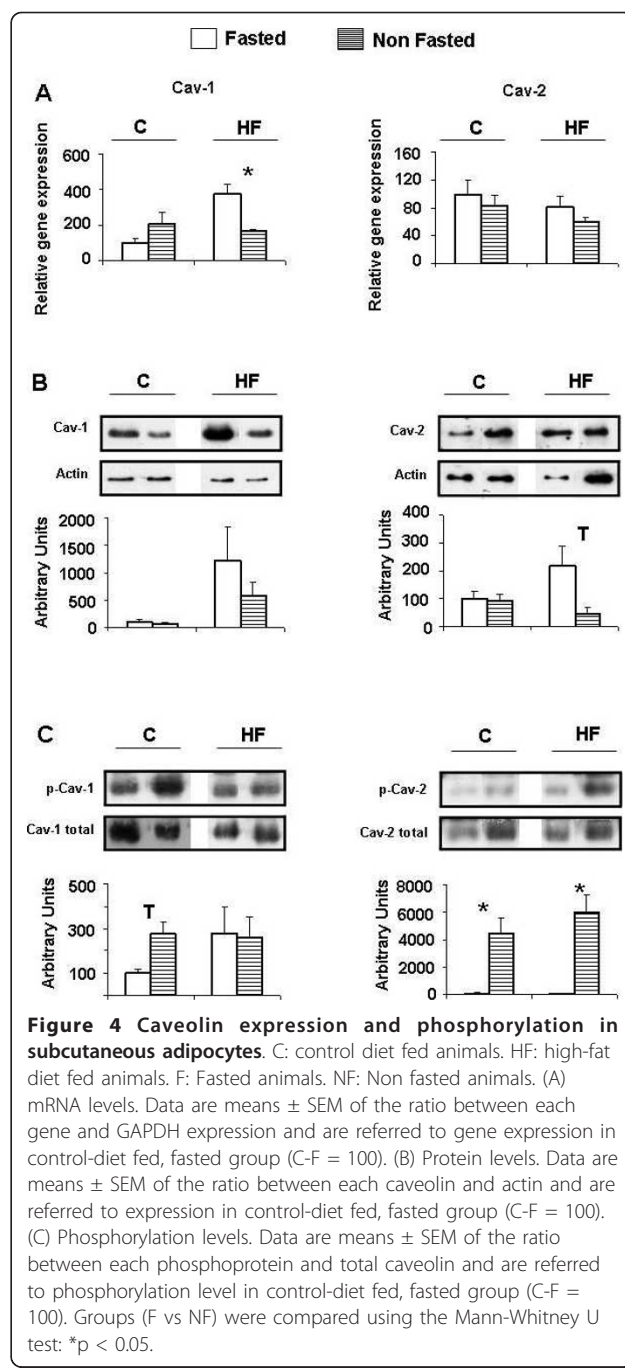 Fasted Non Fasted
A Cav-1 Cav-2
C HF C HF
Relative gene expression
600
400
200
0
*
Relative gene expression
160
120
80
40
0
B C HF C HF
Cav-1
Actin
Cav-2
Actin
Arbitrary Units
2000
1500
1000
500
0
Arbitrary Units
400
300
200
100
0
T
C C HF C HF
p-Cav-1
Cav-1 total
p-Cav-2
Cav-2 total
Arbitrary Units
500
300
100
T
Arbitrary Units
8000
6000
4000
2000
0
* *
Figure 4 Caveolin expression and phosphorylation in
subcutaneous adipocytes. C: control diet fed animals. HF: high-fat
diet fed animals. F: Fasted animals. NF: Non fasted animals. (A)
mRNA levels. Data are means ± SEM of the ratio between each
gene and GAPDH expression and are referred to gene expression in
control-diet fed, fasted group (C-F = 100). (B) Protein levels. Data are
means ± SEM of the ratio between each caveolin and actin and are
referred to expression in control-diet fed, fasted group (C-F = 100).
(C) Phosphorylation levels. Data are means ± SEM of the ratio
between each phosphoprotein and total caveolin and are referred
to phosphorylation level in control-diet fed, fasted group (C-F =
100). Groups (F vs NF) were compared using the Mann-Whitney U
test: *p < 0.05.